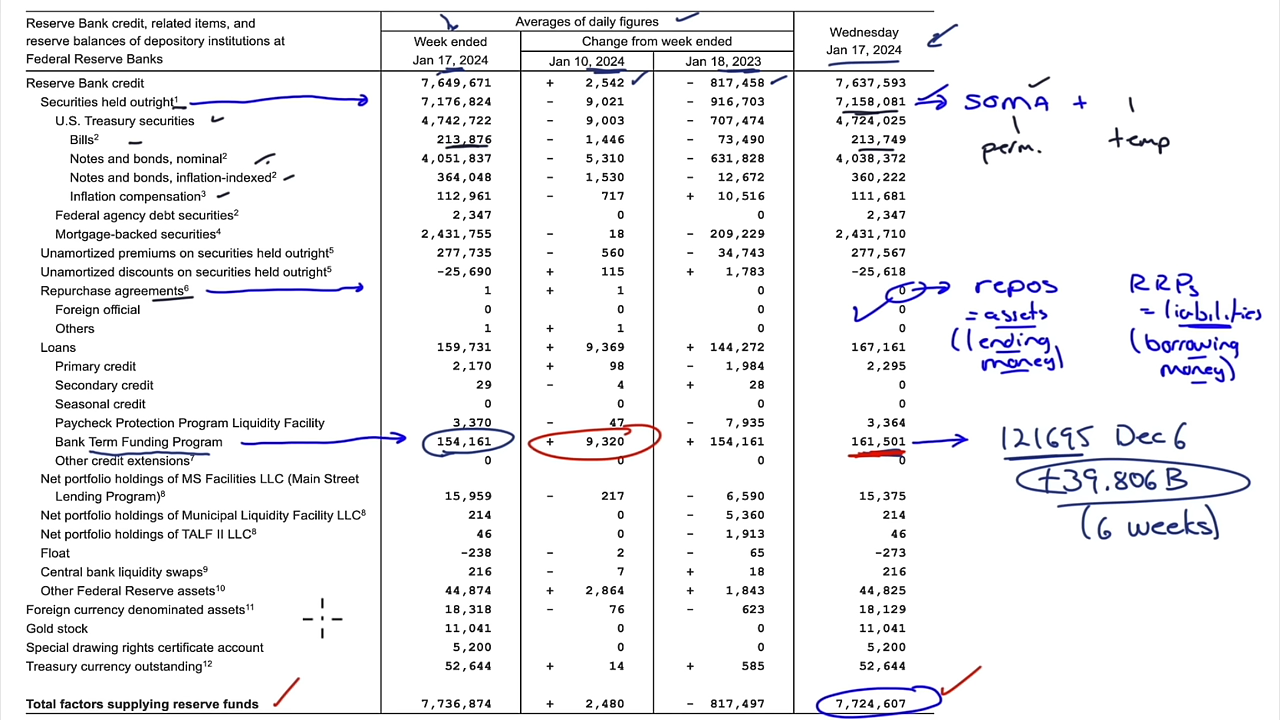 Reserve Bank credit, related items, and
reserve balances of depository institutions at
Federal Reserve Banks
Averages of daily figures
Week ended
Jan 17, 2024
Change from week ended
Jan 10, 2024
Jan 18, 2023
Wednesday
Jan 17, 2024
Reserve Bank credit 7,649,671 + 2,542 - 817,458 7,637,593
Securities held outright1 7,176,824 - 9,021 - 916,703 7,158,081 SOMA + 1
U.S. Treasury securities 4,742,722 - 9,003 - 707,474 4,724,025
Bills2 213,876 - 1,446 - 73,490 213,749 perm. temp
Notes and bonds, nominal2 4,051,837 - 5,310 - 631,828 4,038,372
Notes and bonds, inflation-indexed2 364,048 - 1,530 - 12,672 360,222
Inflation compensation3 112,961 - 717 + 10,516 111,681
Federal agency debt securities2 2,347 0 0 2,347
Mortgage-backed securities4 2,431,755 - 18 - 209,229 2,431,710
Unamortized premiums on securities held outright5 277,735 - 560 - 34,743 277,567
Unamortized discounts on securities held outright5 -25,690 + 115 + 1,783 -25,618
Repurchase agreements6 1 + 1 0 0 repos RRPs
Foreign official 0 0 0 0 = assets = liabilities
Others 1 + 1 0 0
Loans 159,731 + 9,369 + 144,272 167,161 (lending (borrowing
Primary credit 2,170 + 98 - 1,984 2,295 money) money)
Secondary credit 29 - 4 + 28 0
Seasonal credit 0 0 0 0
Paycheck Protection Program Liquidity Facility 3,370 - 47 - 7,935 3,364
Bank Term Funding Program 154,161 + 9,320 + 154,161 161,501 121695 Dec 6
Other credit extensions7 0 0 0 0
Net portfolio holdings of MS Facilities LLC (Main Street +39.806B
Lending Program)8 15,959 - 217 - 6,590 15,375
Net portfolio holdings of Municipal Liquidity Facility LLC8 214 0 - 5,360 214 (6 weeks)
Net portfolio holdings of TALF II LLC8 46 0 - 1,913 46
Float -238 - 2 - 65 -273
Central bank liquidity swaps9 216 - 7 + 18 216
Other Federal Reserve assets10 44,874 + 2,864 + 1,843 44,825
Foreign currency denominated assets11 18,318 - 76 - 623 18,129
Gold stock 11,041 0 0 11,041
Special drawing rights certificate account 5,200 0 0 5,200
Treasury currency outstanding12 52,644 + 14 + 585 52,644
Total factors supplying reserve funds 7,736,874 + 2,480 - 817,497 7,724,607